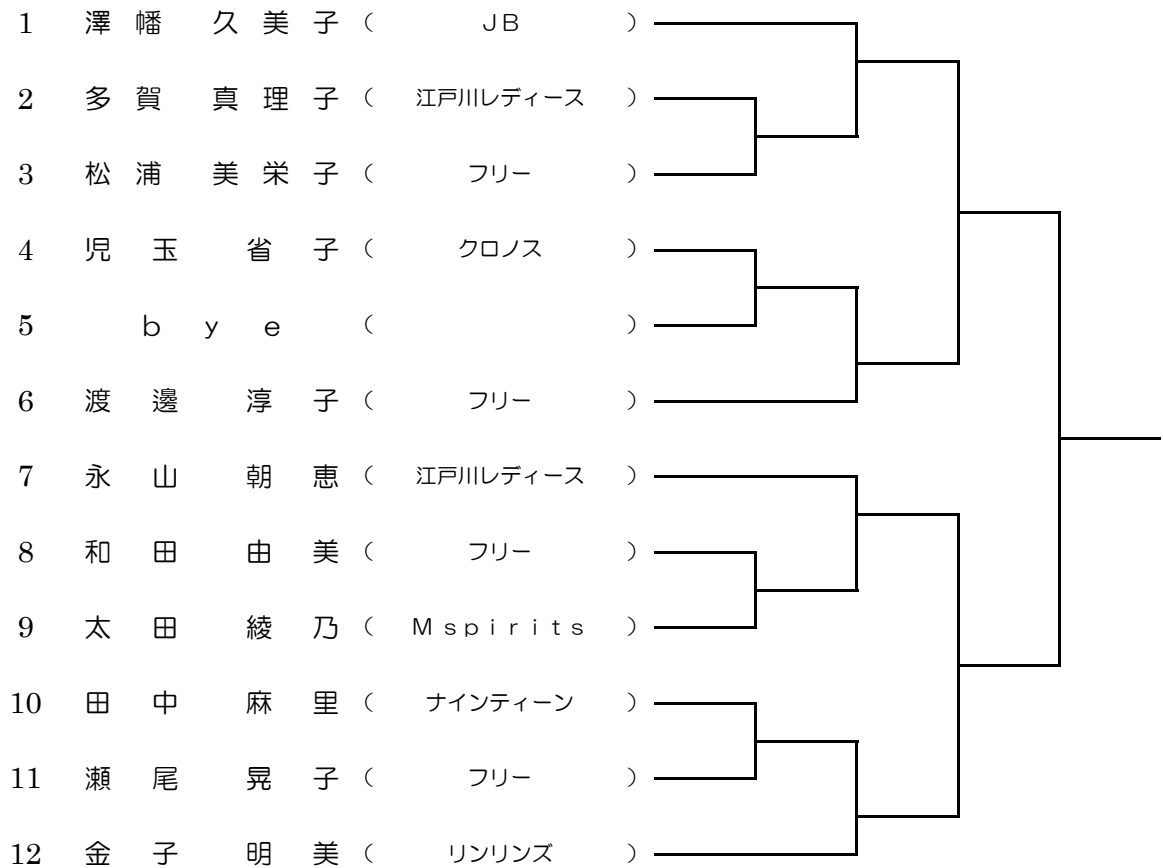 1 澤幡 久美子 ( JB )
2 多賀 真理子 ( 江戸川レディース )
3 松浦 美栄子 ( フリー )
4 児玉 省子 ( クロノス )
5 bye ( )
6 渡邊 淳子 ( フリー )
7 永山 朝恵 ( 江戸川レディース )
8 和田 由美 ( フリー )
9 太田 綾乃 ( Mspirits )
10 田中 麻里 ( ナインティーン )
11 瀬尾 晃子 ( フリー )
12 金子 明美 ( リンリンズ )